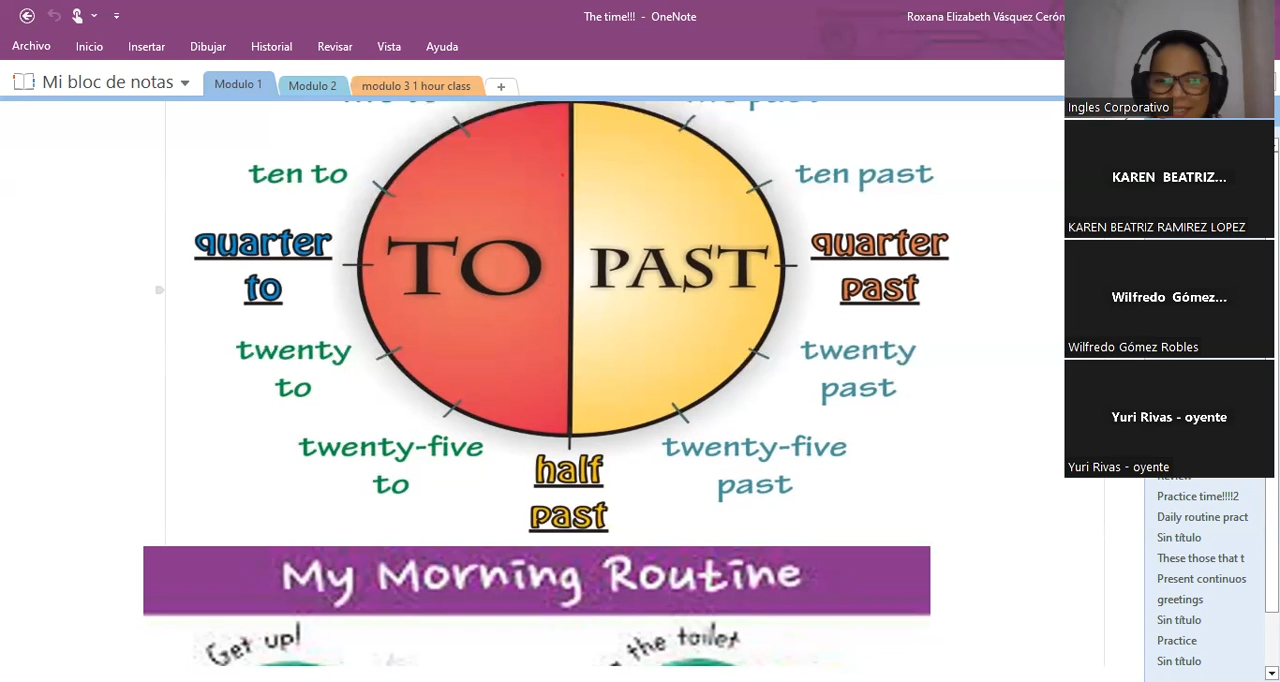 The time!!! - OneNote
Roxana Elizabeth Vásquez Cerón
Archivo Inicio Insertar Dibujar Historial Revisar Vista Ayuda
Mi bloc de notas Modulo 1 Modulo 2 modulo 3 1 hour class +
ten to
ten past
quarter
to
quarter
past
TO PAST
twenty
to
twenty
past
twenty-five
to
twenty-five
past
half
past
My Morning Routine
Get up!
the toilet
Ingles Corporativo
KAREN BEATRIZ...
KAREN BEATRIZ RAMIREZ LOPEZ
Wilfredo Gómez...
Wilfredo Gómez Robles
Yuri Rivas - oyente
Yuri Rivas - oyente
Practice time!!!!2
Daily routine pract
Sin título
These those that t
Present continuos
greetings
Sin título
Practice
Sin título